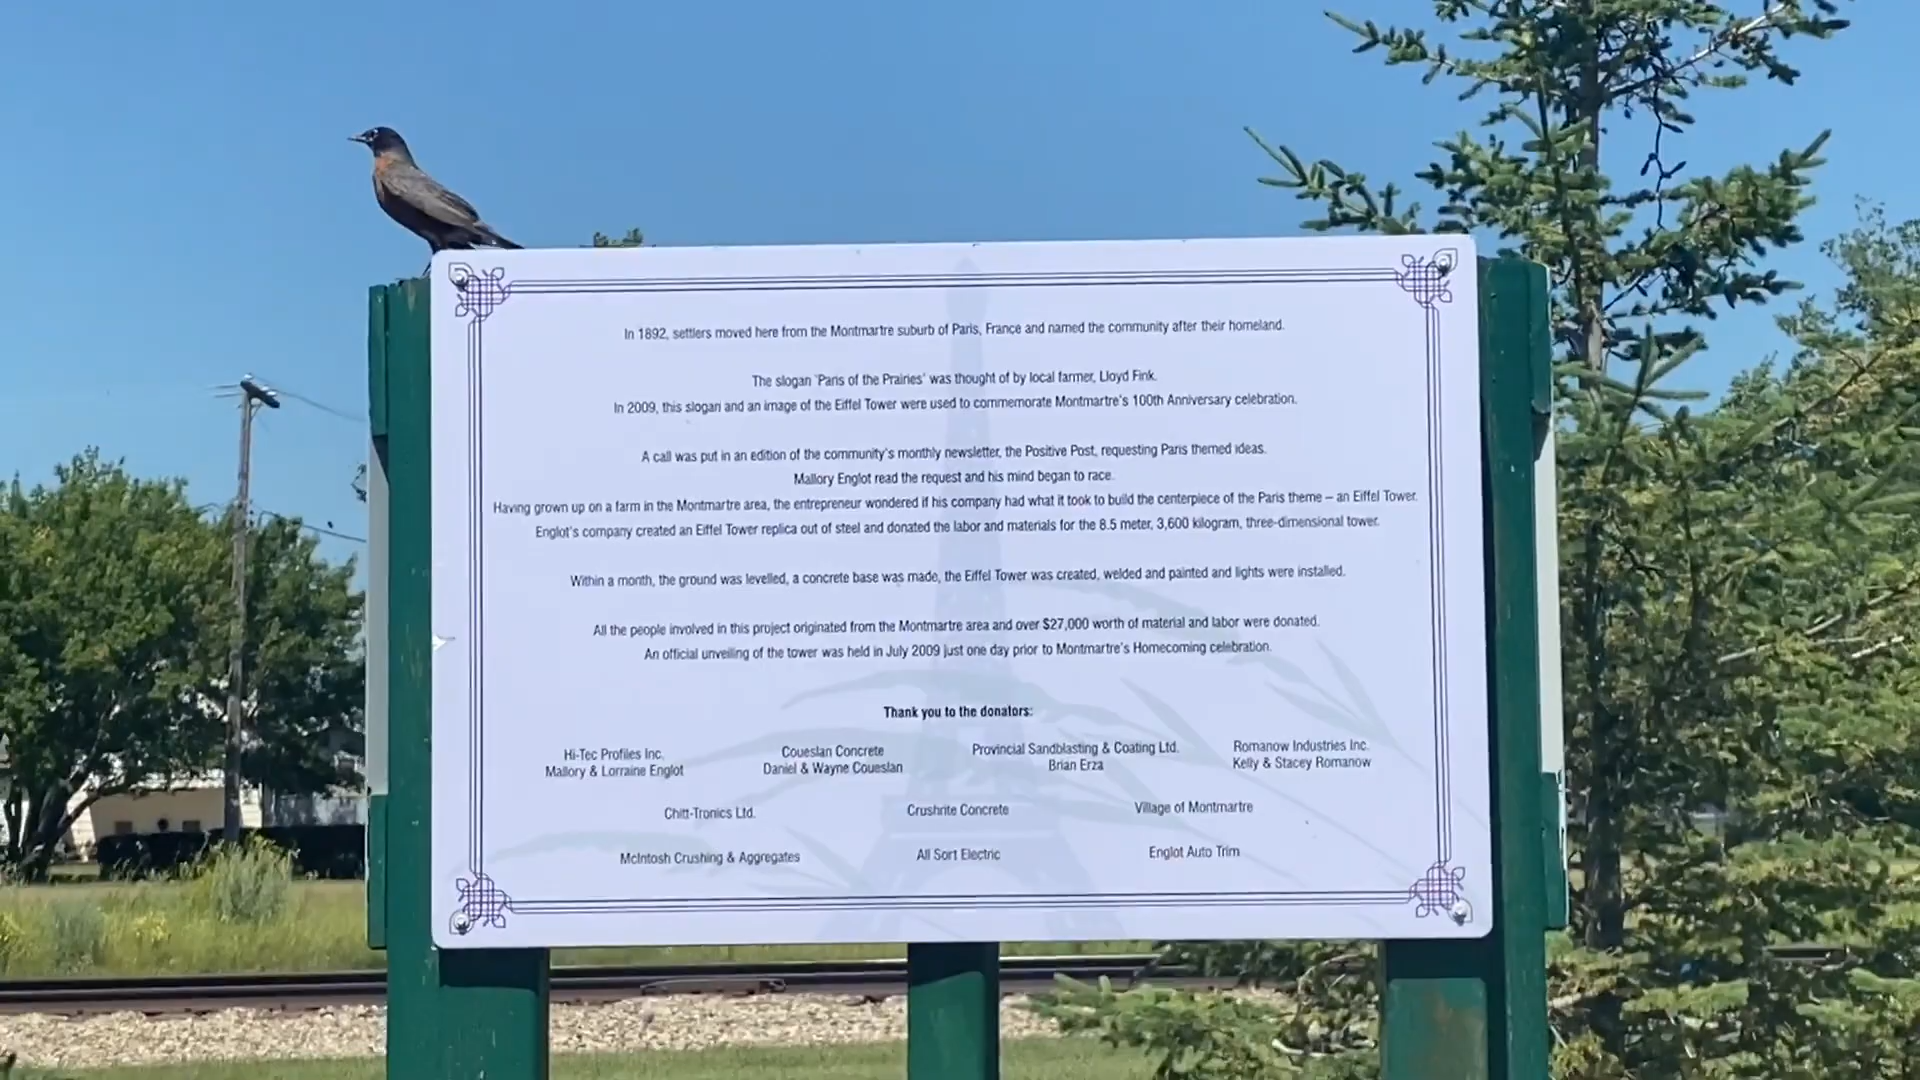 In 1892, settlers moved here from the Montmartre suburb of Paris, France and named the community after their homeland.
The slogan 'Paris of the Prairies' was thought of by local farmer, Lloyd Fink.
In 2009, this slogan and an image of the Eiffel Tower were used to commemorate Montmartre's 100th Anniversary celebration.
A call was put in an edition of the community's monthly newsletter, the Positive Post, requesting Paris themed ideas.
Mallory Englot read the request and his mind began to race.
Having grown up on a farm in the Montmartre area, the entrepreneur wondered if his company had what it took to build the centerpiece of the Paris theme – an Eiffel Tower.
Englot's company created an Eiffel Tower replica out of steel and donated the labor and materials for the 8.5 meter, 3,600 kilogram, three-dimensional tower.
Within a month, the ground was levelled, a concrete base was made, the Eiffel Tower was created, welded and painted and lights were installed.
All the people involved in this project originated from the Montmartre area and over $27,000 worth of material and labor were donated.
An official unveiling of the tower was held in July 2009 just one day prior to Montmartre's Homecoming celebration.
Thank you to the donators:
Hi-Tec Profiles Inc.
Mallory & Lorraine Englot
Coueslan Concrete
Daniel & Wayne Coueslan
Provincial Sandblasting & Coating Ltd.
Brian Erza
Romanow Industries Inc.
Kelly & Stacey Romanow
Chitt-Tronics Ltd.
Crushrite Concrete
Village of Montmartre
McIntosh Crushing & Aggregates
All Sort Electric
Englot Auto Trim